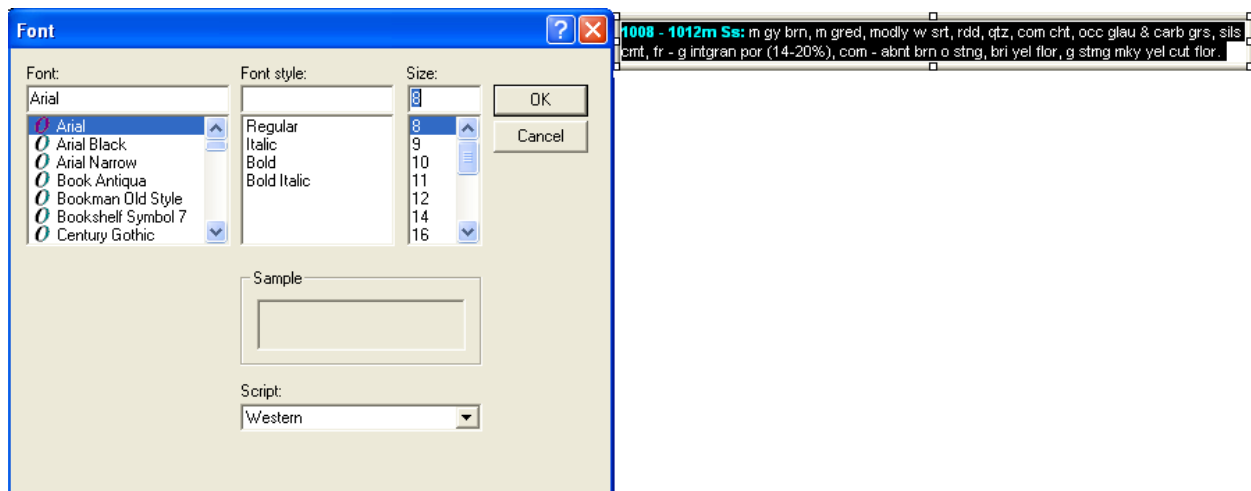 Font
Font:
Font style:
Size:
Arial
8
OK
Cancel
Arial
Arial Black
Arial Narrow
Book Antiqua
Bookman Old Style
Bookshelf Symbol 7
Century Gothic
Regular
Italic
Bold
Bold Italic
8
9
10
11
12
14
16
Sample
Script:
Western
1008 - 1012m Ss: m gy brn, m gred, modly w srt, rdd, qtz, com cht, occ glau & carb grs, sils
cmt, fr - g intgran por (14-20%), com - abnt brn o stng, bri yel flor, g stmg mky yel cut flor.